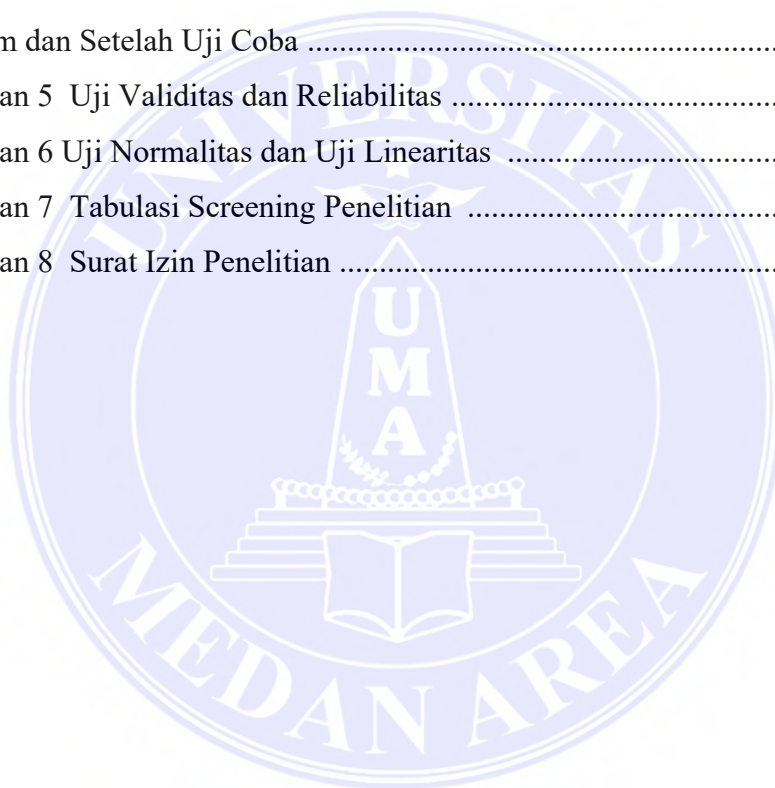 m dan Setelah Uji Coba ....................................................................
an 5  Uji Validitas dan Reliabilitas ...............................................
an 6 Uji Normalitas dan Uji Linearitas  .......................................
an 7  Tabulasi Screening Penelitian  .............................................
an 8  Surat Izin Penelitian ................................................................
UNIVERSITAS
UMA
MEDAN AREA